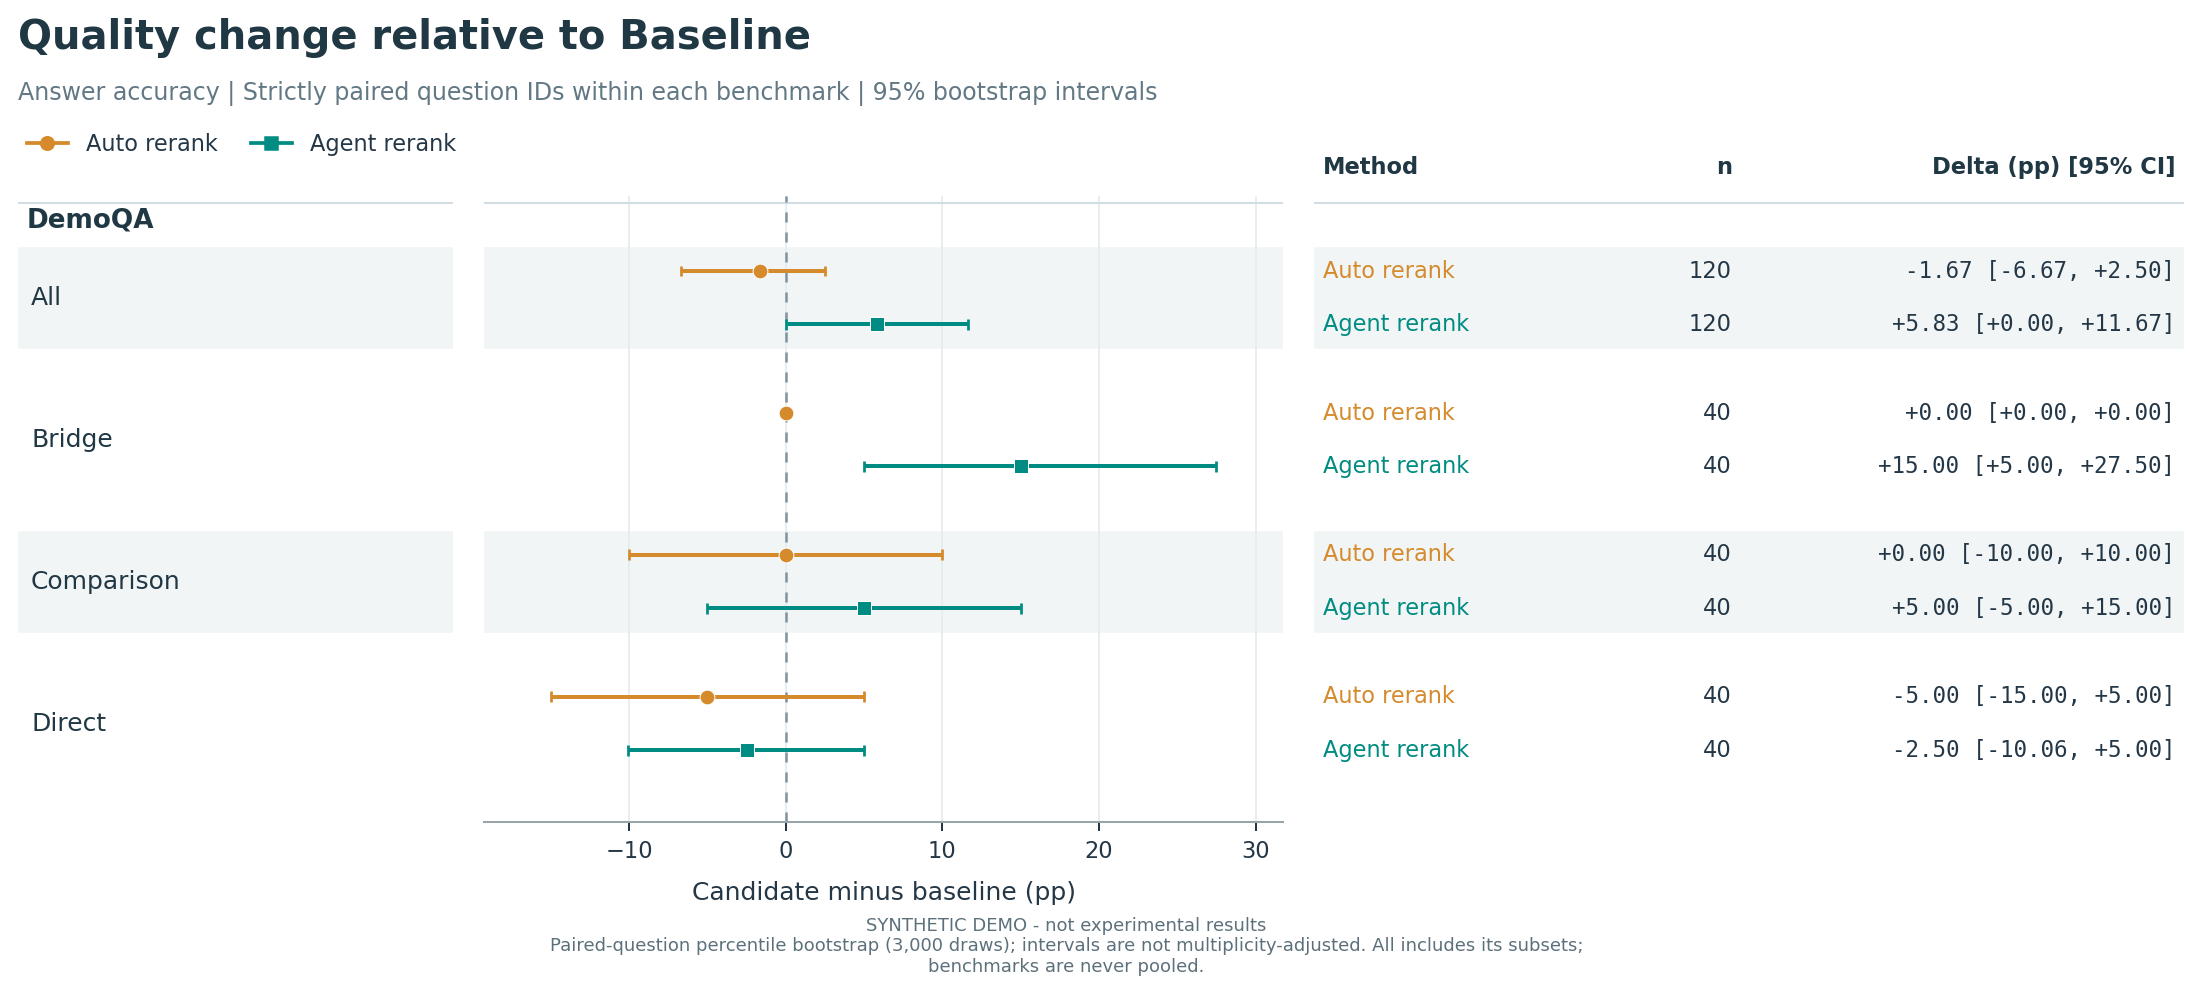 Quality change relative to Baseline
Answer accuracy | Strictly paired question IDs within each benchmark | 95% bootstrap intervals
Auto rerank Agent rerank
Method n Delta (pp) [95% CI]
DemoQA
All
Auto rerank 120 -1.67 [-6.67, +2.50]
Agent rerank 120 +5.83 [+0.00, +11.67]
Bridge
Auto rerank 40 +0.00 [+0.00, +0.00]
Agent rerank 40 +15.00 [+5.00, +27.50]
Comparison
Auto rerank 40 +0.00 [-10.00, +10.00]
Agent rerank 40 +5.00 [-5.00, +15.00]
Direct
Auto rerank 40 -5.00 [-15.00, +5.00]
Agent rerank 40 -2.50 [-10.06, +5.00]
−10 0 10 20 30
Candidate minus baseline (pp)
SYNTHETIC DEMO - not experimental results
Paired-question percentile bootstrap (3,000 draws); intervals are not multiplicity-adjusted. All includes its subsets;
benchmarks are never pooled.